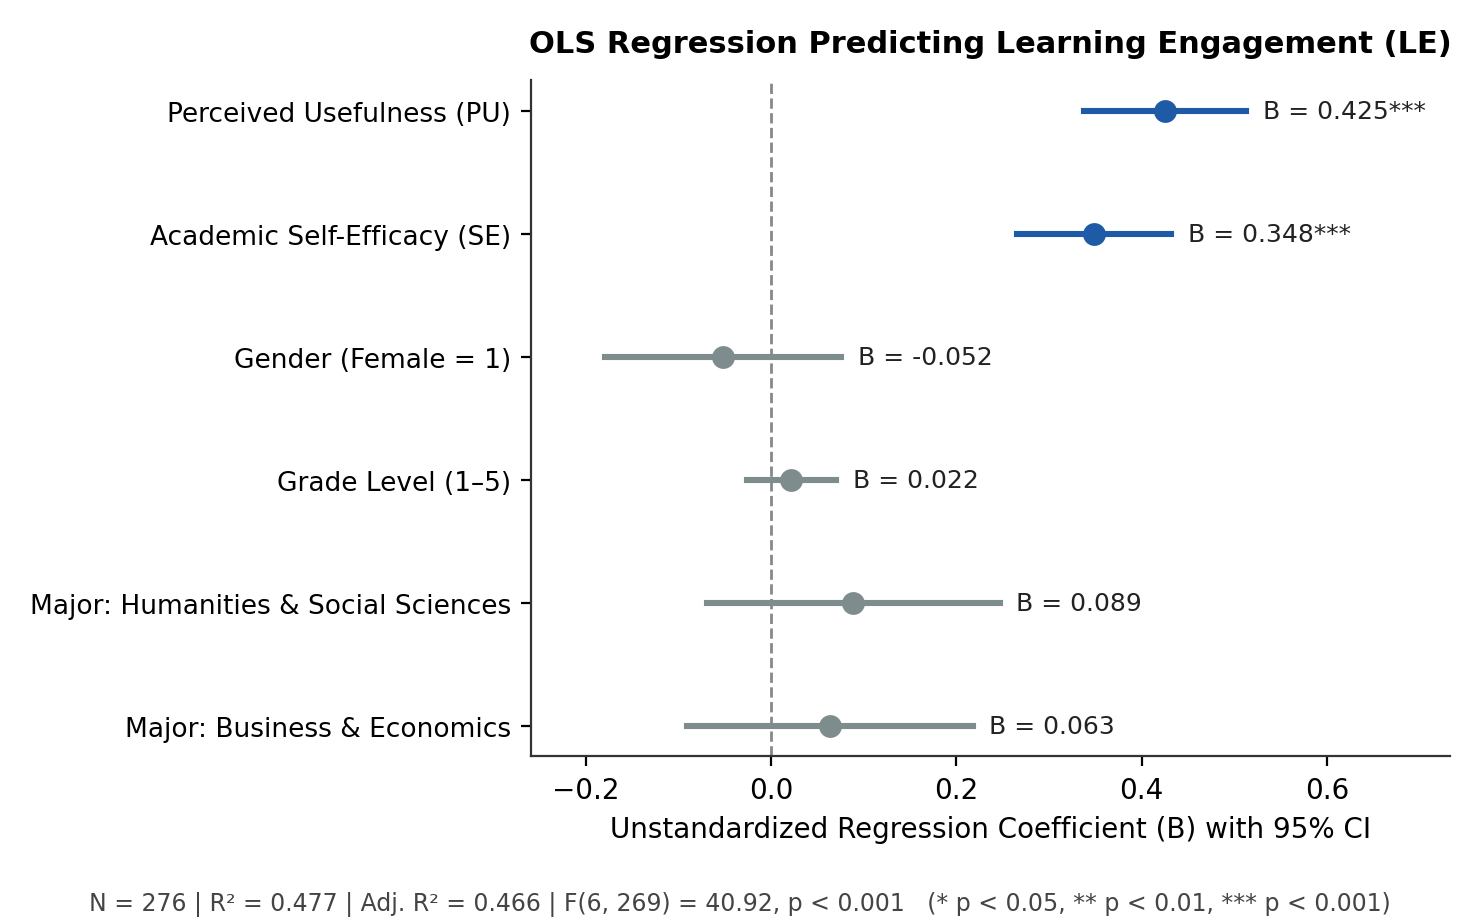 OLS Regression Predicting Learning Engagement (LE)
Perceived Usefulness (PU)
B = 0.425***
Academic Self-Efficacy (SE)
B = 0.348***
Gender (Female = 1)
B = -0.052
Grade Level (1–5)
B = 0.022
Major: Humanities & Social Sciences
B = 0.089
Major: Business & Economics
B = 0.063
−0.2 0.0 0.2 0.4 0.6
Unstandardized Regression Coefficient (B) with 95% CI
N = 276 | R² = 0.477 | Adj. R² = 0.466 | F(6, 269) = 40.92, p < 0.001 (* p < 0.05, ** p < 0.01, *** p < 0.001)